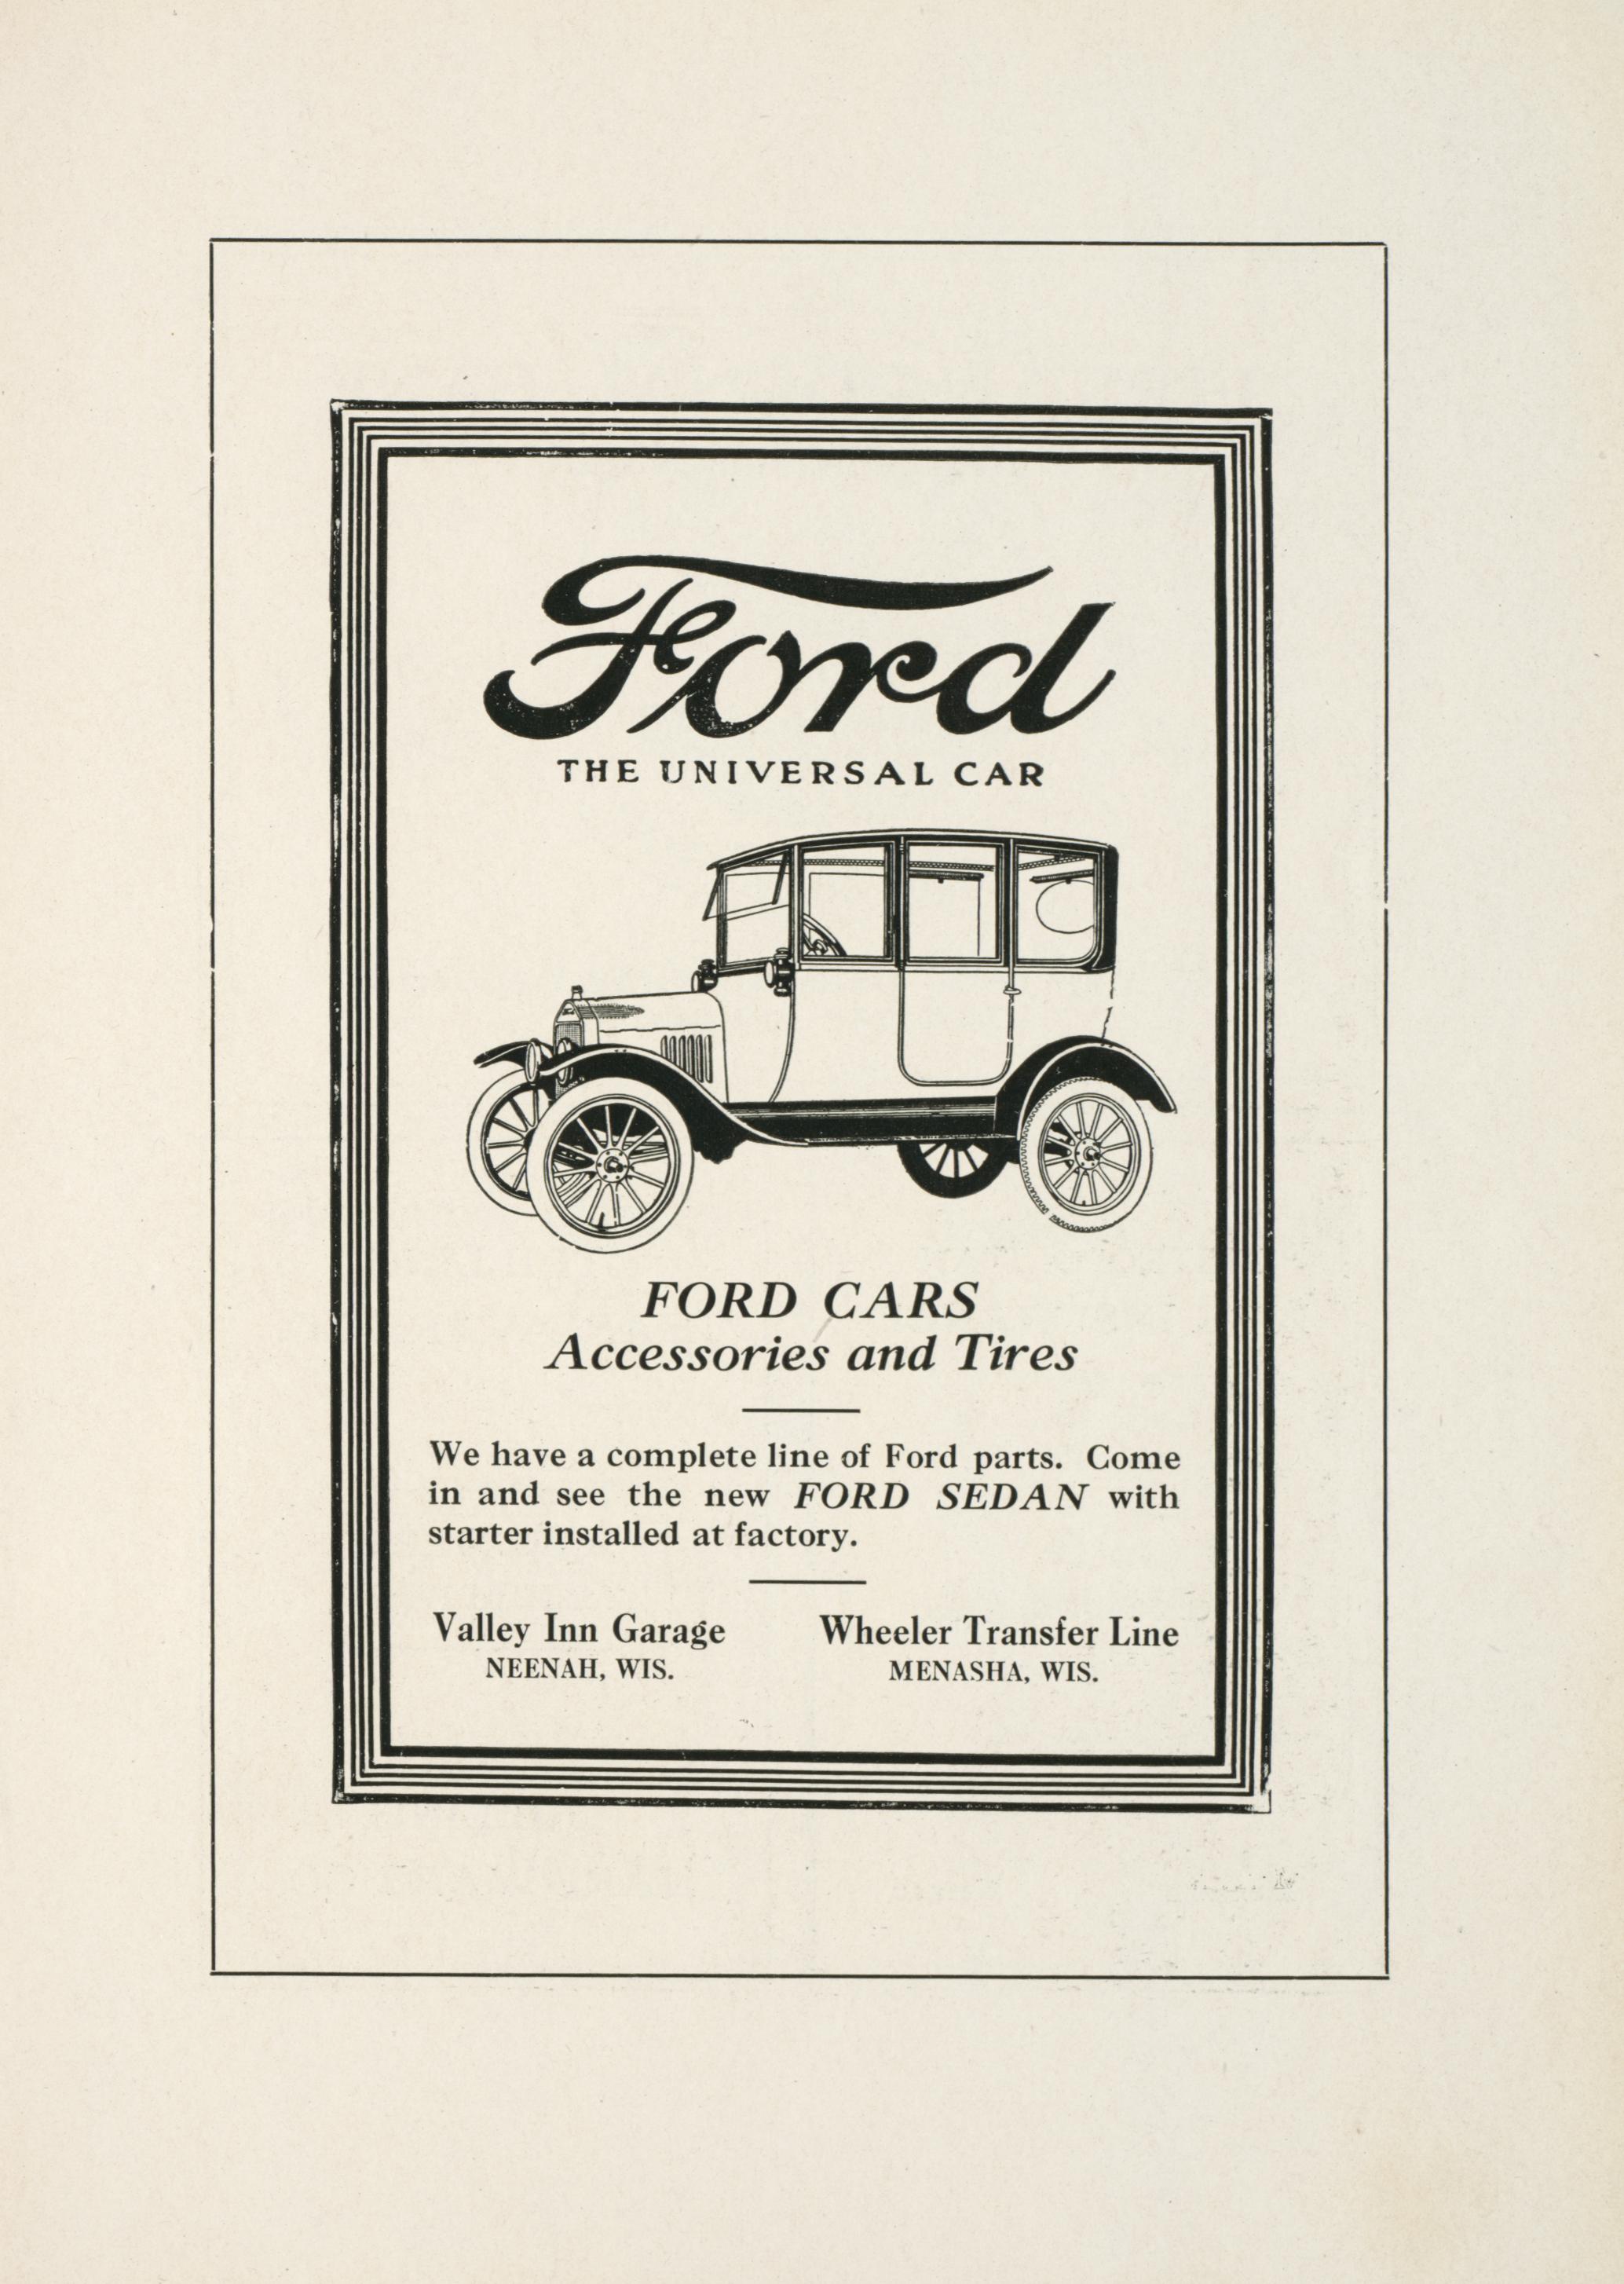 Ford
THE UNIVERSAL CAR
FORD CARS
Accessories and Tires
We have a complete line of Ford parts. Come
in and see the new FORD SEDAN with
starter installed at factory.
Valley Inn Garage
NEENAH, WIS.
Wheeler Transfer Line
MENASHA, WIS.